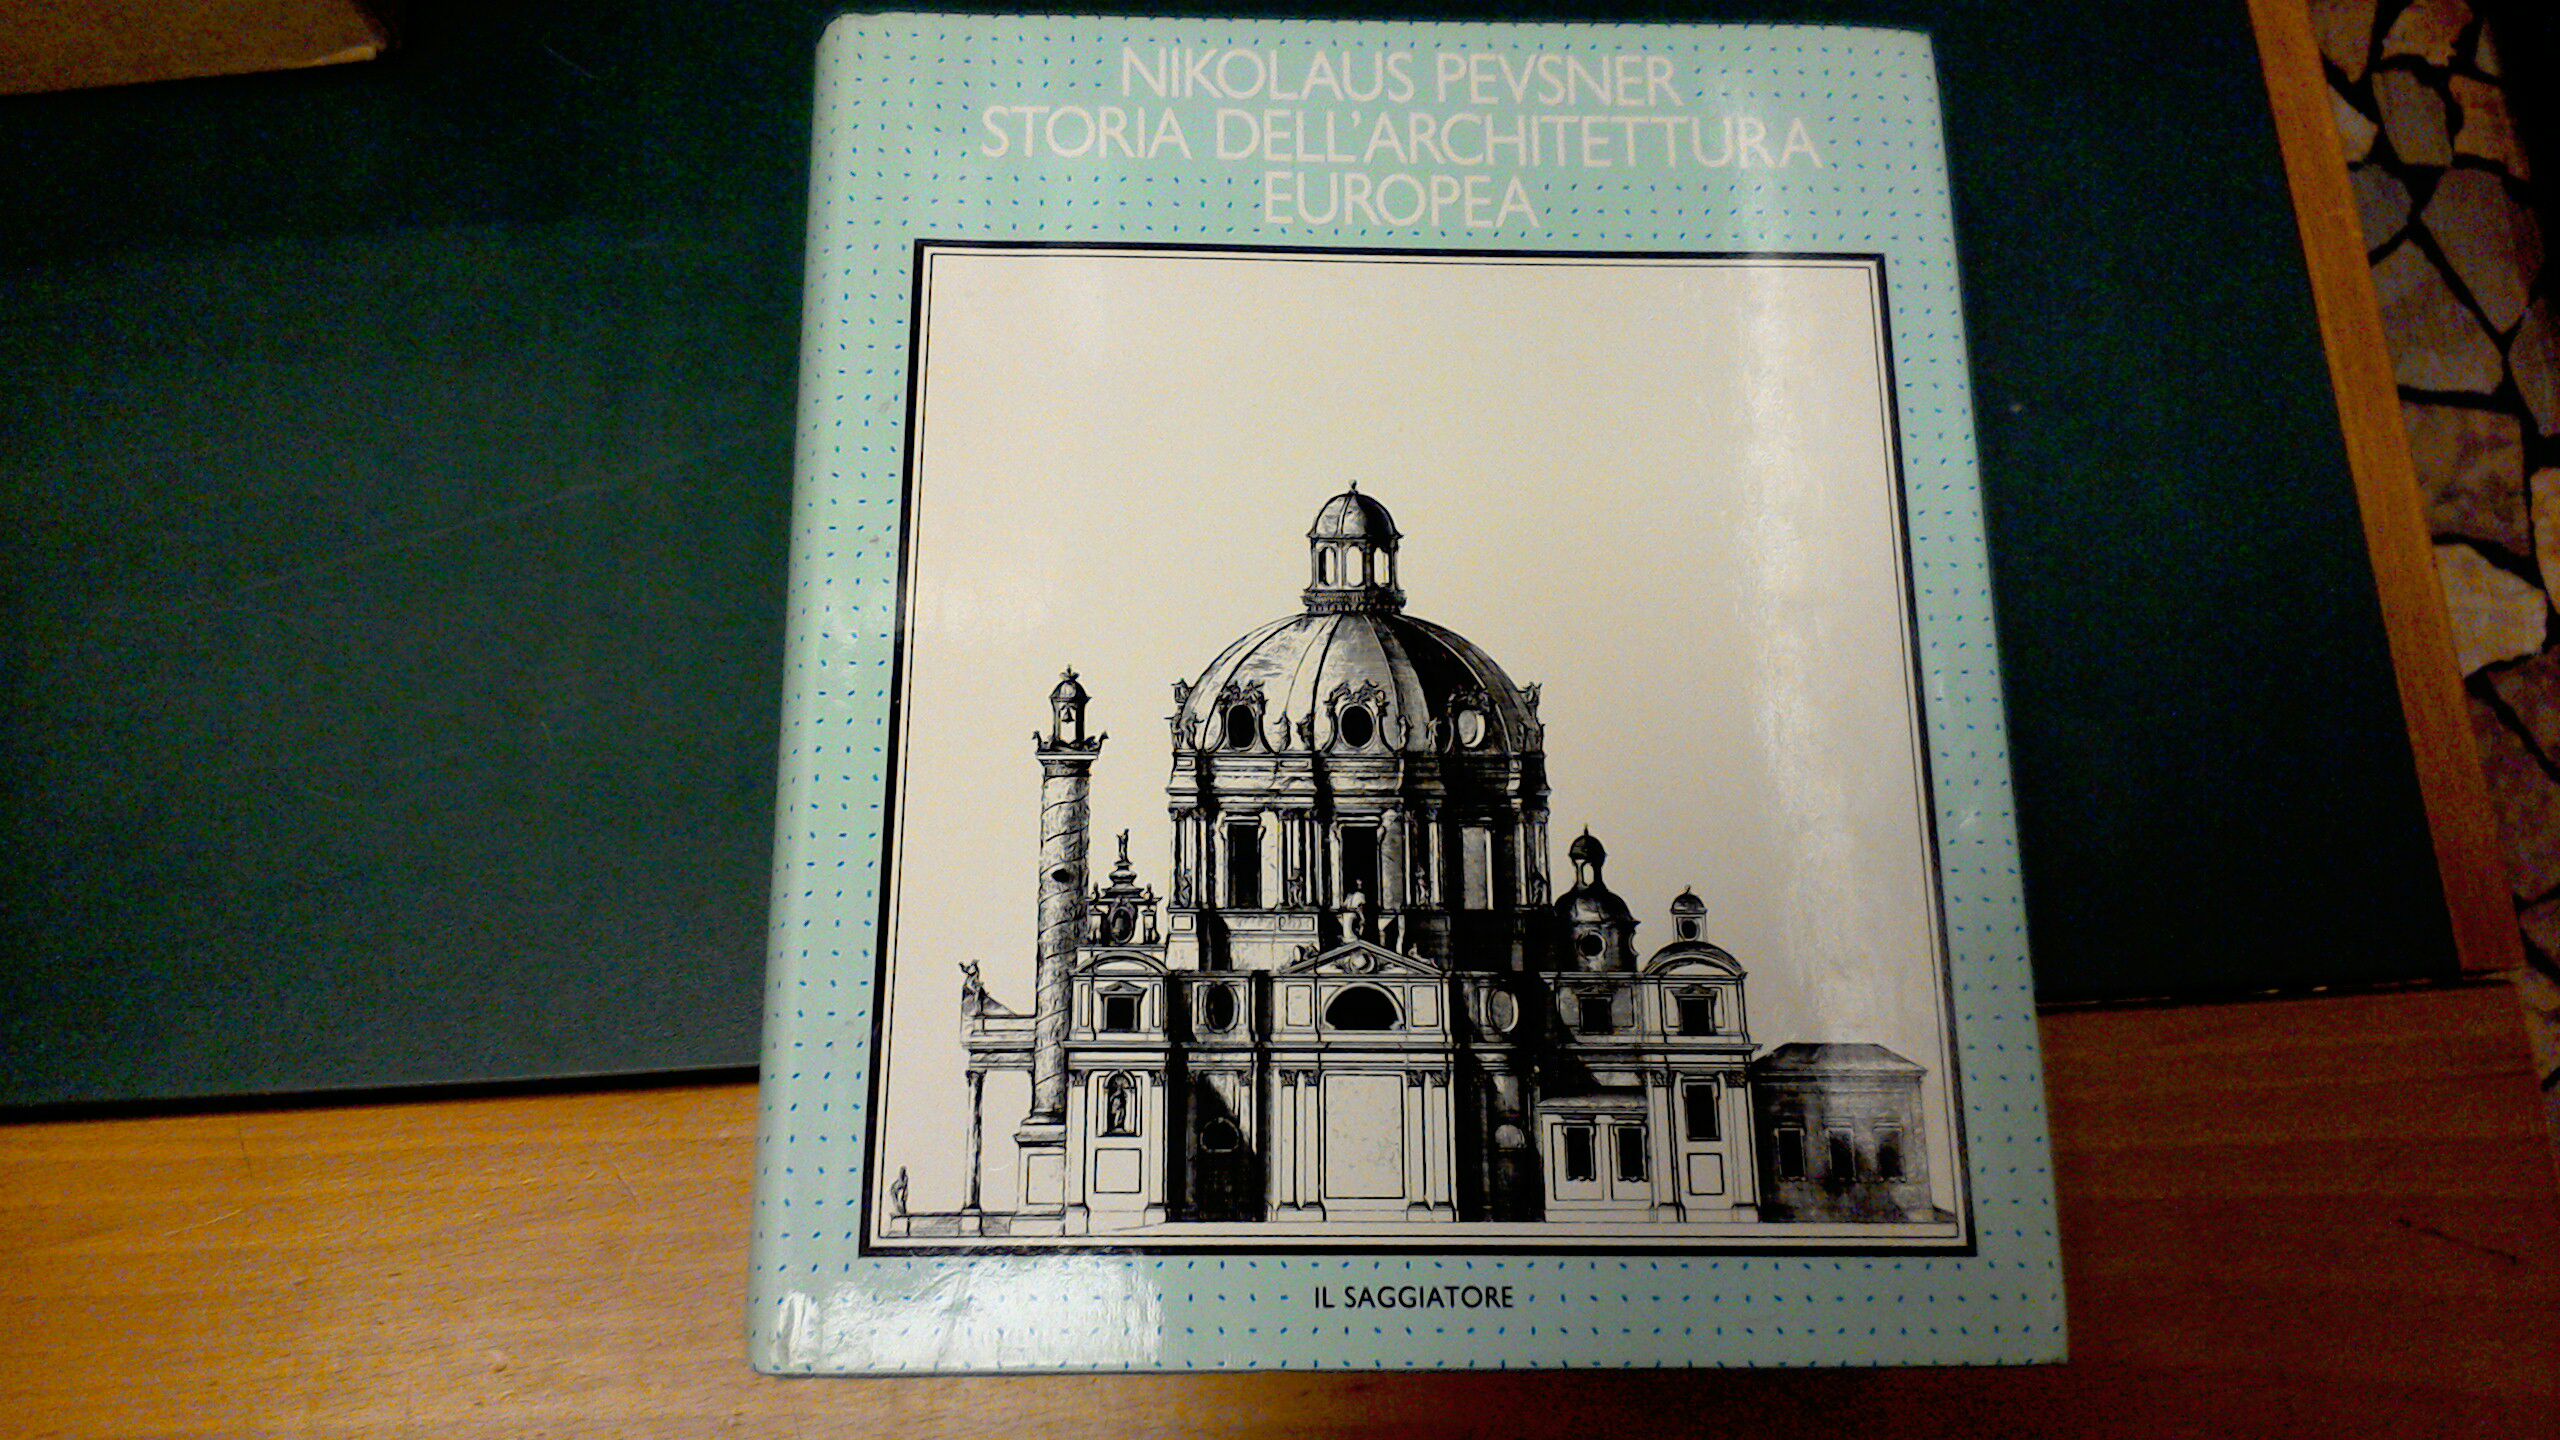 NIKOLAUS PEVSNER
STORIA DELL'ARCHITETTURA
EUROPEA
IL SAGGIATORE